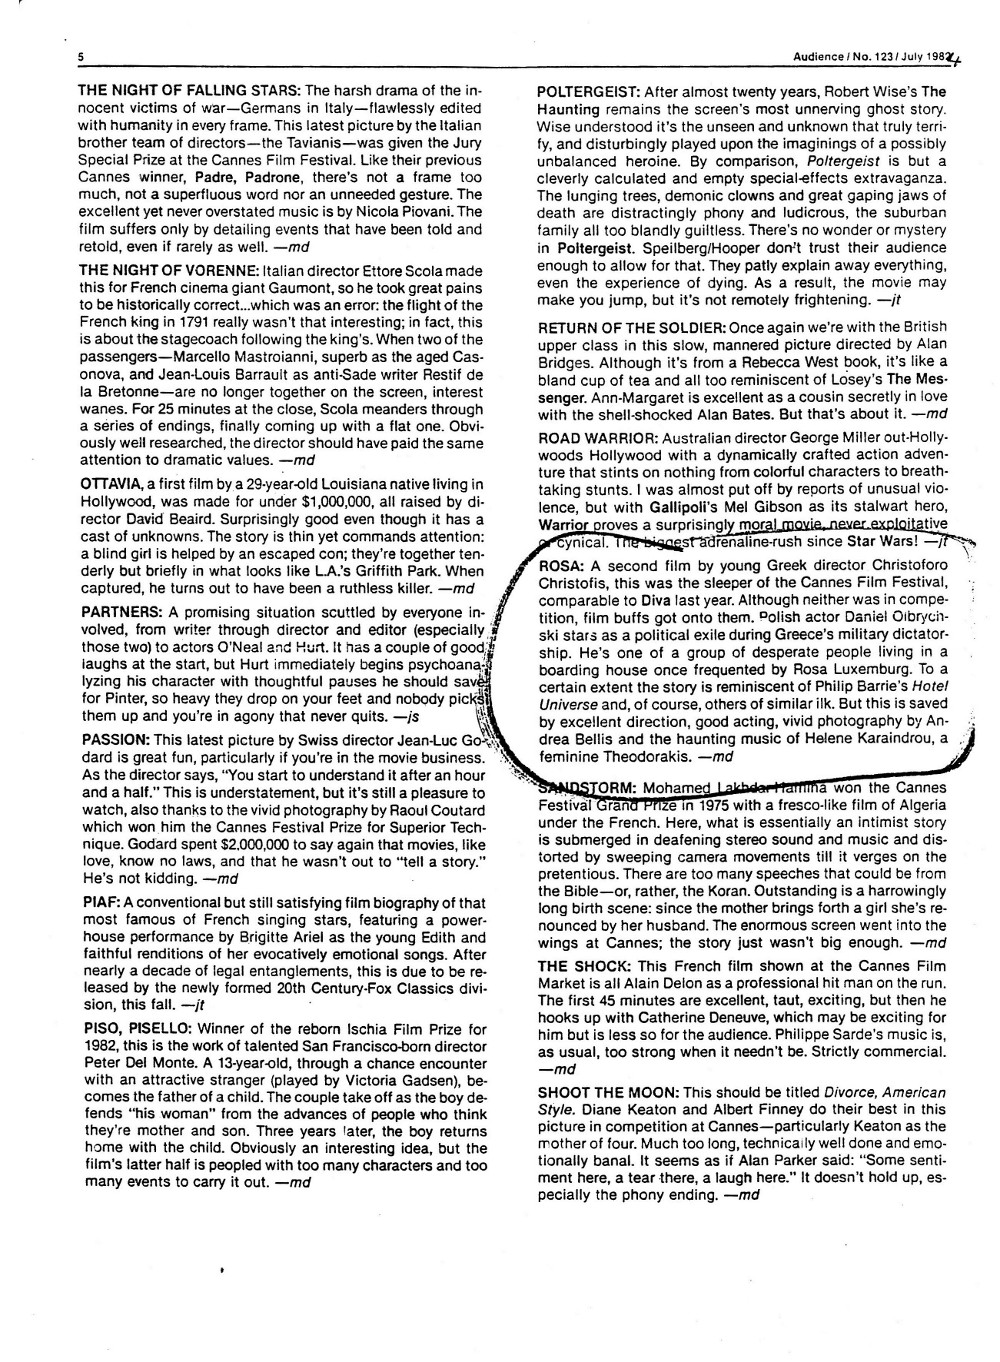 5
Audience / No. 123 / July 1982
THE NIGHT OF FALLING STARS: The harsh drama of the in-
nocent victims of war—Germans in Italy—flawlessly edited
with humanity in every frame. This latest picture by the Italian
brother team of directors—the Tavianis—was given the Jury
Special Prize at the Cannes Film Festival. Like their previous
Cannes winner, Padre, Padrone, there's not a frame too
much, not a superfluous word nor an unneeded gesture. The
excellent yet never overstated music is by Nicola Piovani. The
film suffers only by detailing events that have been told and
retold, even if rarely as well. —md
THE NIGHT OF VORENNE: Italian director Ettore Scola made
this for French cinema giant Gaumont, so he took great pains
to be historically correct...which was an error: the flight of the
French king in 1791 really wasn't that interesting; in fact, this
is about the stagecoach following the king's. When two of the
passengers—Marcello Mastroianni, superb as the aged Cas-
onova, and Jean-Louis Barrault as anti-Sade writer Restif de
la Bretonne—are no longer together on the screen, interest
wanes. For 25 minutes at the close, Scola meanders through
a series of endings, finally coming up with a flat one. Obvi-
ously well researched, the director should have paid the same
attention to dramatic values. —md
OTTAVIA, a first film by a 29-year-old Louisiana native living in
Hollywood, was made for under $1,000,000, all raised by di-
rector David Beaird. Surprisingly good even though it has a
cast of unknowns. The story is thin yet commands attention:
a blind girl is helped by an escaped con; they're together ten-
derly but briefly in what looks like L.A.'s Griffith Park. When
captured, he turns out to have been a ruthless killer. —md
PARTNERS: A promising situation scuttled by everyone in-
volved, from writer through director and editor (especially
those two) to actors O'Neal and Hurt. It has a couple of good
laughs at the start, but Hurt immediately begins psychoana-
lyzing his character with thoughtful pauses he should save
for Pinter, so heavy they drop on your feet and nobody picks
them up and you're in agony that never quits. —js
PASSION: This latest picture by Swiss director Jean-Luc Go-
dard is great fun, particularly if you're in the movie business.
As the director says, "You start to understand it after an hour
and a half." This is understatement, but it's still a pleasure to
watch, also thanks to the vivid photography by Raoul Coutard
which won him the Cannes Festival Prize for Superior Tech-
nique. Godard spent $2,000,000 to say again that movies, like
love, know no laws, and that he wasn't out to "tell a story."
He's not kidding. —md
PIAF: A conventional but still satisfying film biography of that
most famous of French singing stars, featuring a power-
house performance by Brigitte Ariel as the young Edith and
faithful renditions of her evocatively emotional songs. After
nearly a decade of legal entanglements, this is due to be re-
leased by the newly formed 20th Century-Fox Classics divi-
sion, this fall. —jt
PISO, PISELLO: Winner of the reborn Ischia Film Prize for
1982, this is the work of talented San Francisco-born director
Peter Del Monte. A 13-year-old, through a chance encounter
with an attractive stranger (played by Victoria Gadsen), be-
comes the father of a child. The couple take off as the boy de-
fends "his woman" from the advances of people who think
they're mother and son. Three years later, the boy returns
home with the child. Obviously an interesting idea, but the
film's latter half is peopled with too many characters and too
many events to carry it out. —md
POLTERGEIST: After almost twenty years, Robert Wise's The
Haunting remains the screen's most unnerving ghost story.
Wise understood it's the unseen and unknown that truly terri-
fy, and disturbingly played upon the imaginings of a possibly
unbalanced heroine. By comparison, Poltergeist is but a
cleverly calculated and empty special-effects extravaganza.
The lunging trees, demonic clowns and great gaping jaws of
death are distractingly phony and ludicrous, the suburban
family all too blandly guiltless. There's no wonder or mystery
in Poltergeist. Speilberg/Hooper don't trust their audience
enough to allow for that. They patly explain away everything,
even the experience of dying. As a result, the movie may
make you jump, but it's not remotely frightening. —jt
RETURN OF THE SOLDIER: Once again we're with the British
upper class in this slow, mannered picture directed by Alan
Bridges. Although it's from a Rebecca West book, it's like a
bland cup of tea and all too reminiscent of Losey's The Mes-
senger. Ann-Margaret is excellent as a cousin secretly in love
with the shell-shocked Alan Bates. But that's about it. —md
ROAD WARRIOR: Australian director George Miller out-Holly-
woods Hollywood with a dynamically crafted action adven-
ture that stints on nothing from colorful characters to breath-
taking stunts. I was almost put off by reports of unusual vio-
lence, but with Gallipoli's Mel Gibson as its stalwart hero,
Warrior proves a surprisingly moral movie, never exploitative
or cynical. The biggest adrenaline-rush since Star Wars! —jt
ROSA: A second film by young Greek director Christoforo
Christofis, this was the sleeper of the Cannes Film Festival,
comparable to Diva last year. Although neither was in compe-
tition, film buffs got onto them. Polish actor Daniel Olbrych-
ski stars as a political exile during Greece's military dictator-
ship. He's one of a group of desperate people living in a
boarding house once frequented by Rosa Luxemburg. To a
certain extent the story is reminiscent of Philip Barrie's Hotel
Universe and, of course, others of similar ilk. But this is saved
by excellent direction, good acting, vivid photography by An-
drea Bellis and the haunting music of Helene Karaindrou, a
feminine Theodorakis. —md
SANDSTORM: Mohamed Lakhdar Hamina won the Cannes
Festival Grand Prize in 1975 with a fresco-like film of Algeria
under the French. Here, what is essentially an intimist story
is submerged in deafening stereo sound and music and dis-
torted by sweeping camera movements till it verges on the
pretentious. There are too many speeches that could be from
the Bible—or, rather, the Koran. Outstanding is a harrowingly
long birth scene: since the mother brings forth a girl she's re-
nounced by her husband. The enormous screen went into the
wings at Cannes; the story just wasn't big enough. —md
THE SHOCK: This French film shown at the Cannes Film
Market is all Alain Delon as a professional hit man on the run.
The first 45 minutes are excellent, taut, exciting, but then he
hooks up with Catherine Deneuve, which may be exciting for
him but is less so for the audience. Philippe Sarde's music is,
as usual, too strong when it needn't be. Strictly commercial.
—md
SHOOT THE MOON: This should be titled Divorce, American
Style. Diane Keaton and Albert Finney do their best in this
picture in competition at Cannes—particularly Keaton as the
mother of four. Much too long, technically well done and emo-
tionally banal. It seems as if Alan Parker said: "Some senti-
ment here, a tear there, a laugh here." It doesn't hold up, es-
pecially the phony ending. —md